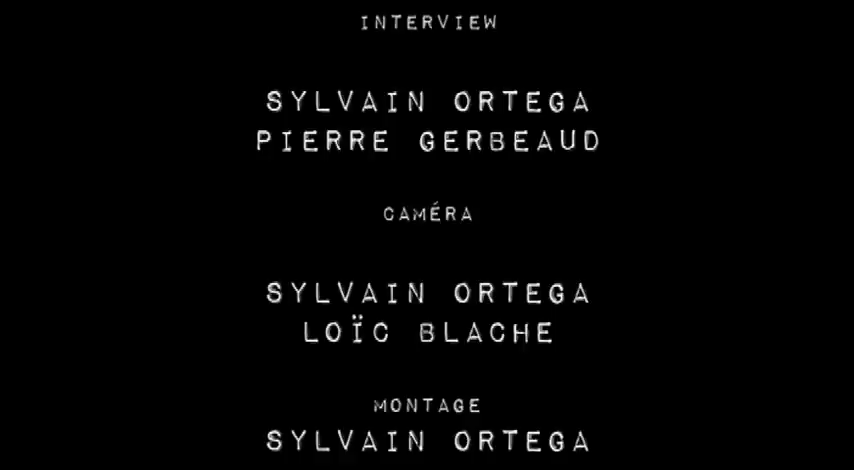 INTERVIEW
SYLVAIN ORTEGA
PIERRE GERBEAUD
CAMÉRA
SYLVAIN ORTEGA
LOÏC BLACHE
MONTAGE
SYLVAIN ORTEGA